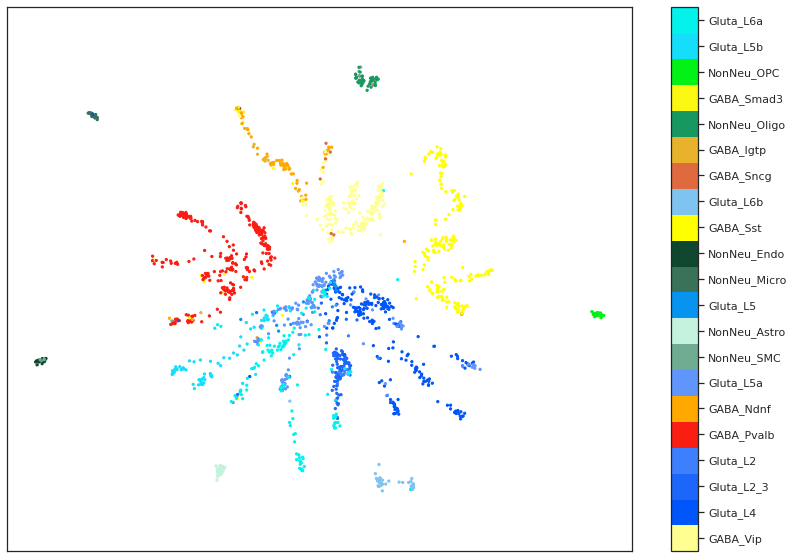 Gluta_L6a
Gluta_L5b
NonNeu_OPC
GABA_Smad3
NonNeu_Oligo
GABA_Igtp
GABA_Sncg
Gluta_L6b
GABA_Sst
NonNeu_Endo
NonNeu_Micro
Gluta_L5
NonNeu_Astro
NonNeu_SMC
Gluta_L5a
GABA_Ndnf
GABA_Pvalb
Gluta_L2
Gluta_L2_3
Gluta_L4
GABA_Vip